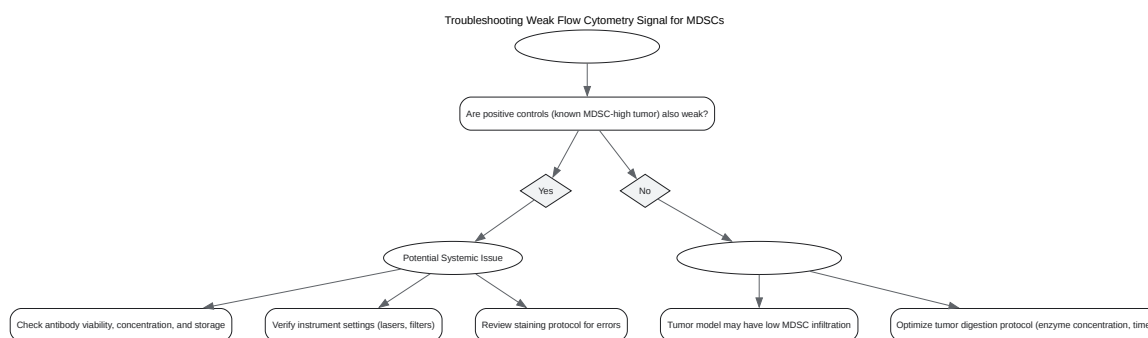 Troubleshooting Weak Flow Cytometry Signal for MDSCs
Are positive controls (known MDSC-high tumor) also weak?
Yes
No
Potential Systemic Issue
Check antibody viability, concentration, and storage
Verify instrument settings (lasers, filters)
Review staining protocol for errors
Tumor model may have low MDSC infiltration
Optimize tumor digestion protocol (enzyme concentration, time